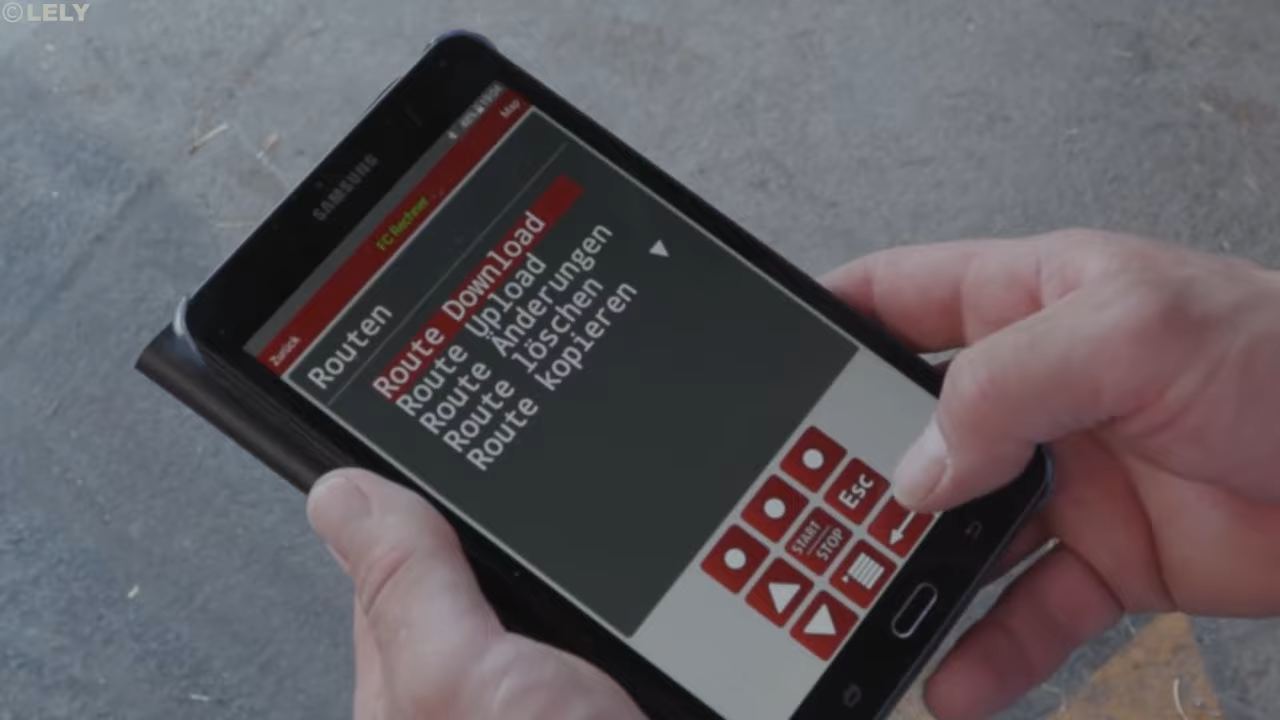 ©LELY
SAMSUNG
Zurück
FC Rechner
Map
Routen
Route Download
Route Upload
Route Änderungen
Route löschen
Route kopieren
Esc
START
STOP